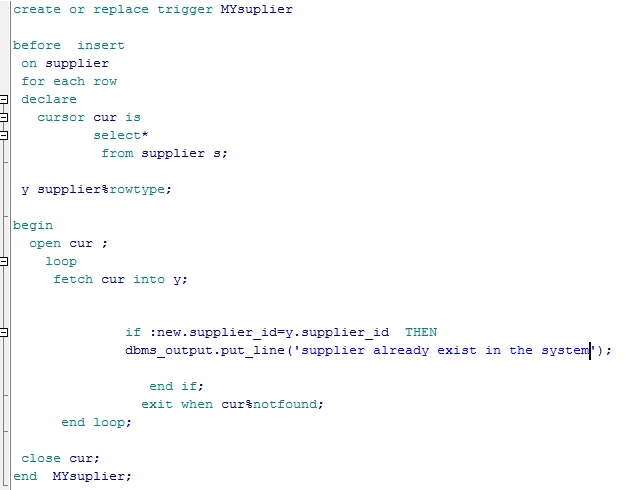 create or replace trigger MYsuplier
before  insert
on supplier
for each row
declare
cursor cur is
select*
from supplier s;
y supplier%rowtype;
begin
open cur ;
loop
fetch cur into y;
if :new.supplier_id=y.supplier_id  THEN
dbms_output.put_line('supplier already exist in the system');
end if;
exit when cur%notfound;
end loop;
close cur;
end  MYsuplier;